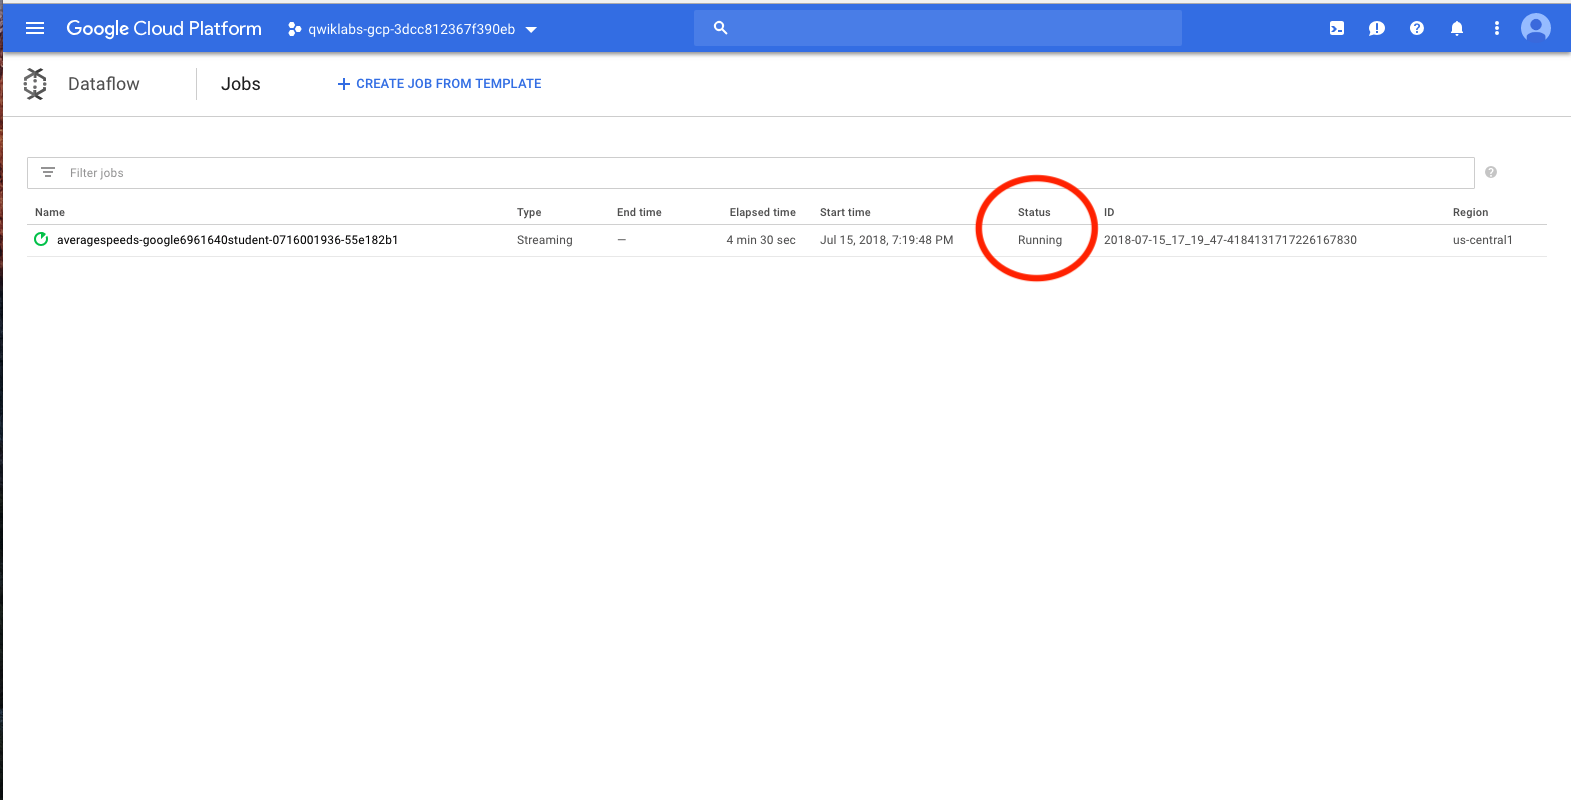 Google Cloud Platform qwiklabs-gcp-3dcc812367f390eb
Dataflow Jobs CREATE JOB FROM TEMPLATE
Filter jobs
Name Type End time Elapsed time Start time Status ID Region
averagespeeds-google6961640student-0716001936-55e182b1 Streaming — 4 min 30 sec Jul 15, 2018, 7:19:48 PM Running 2018-07-15_17_19_47-4184131717226167830 us-central1